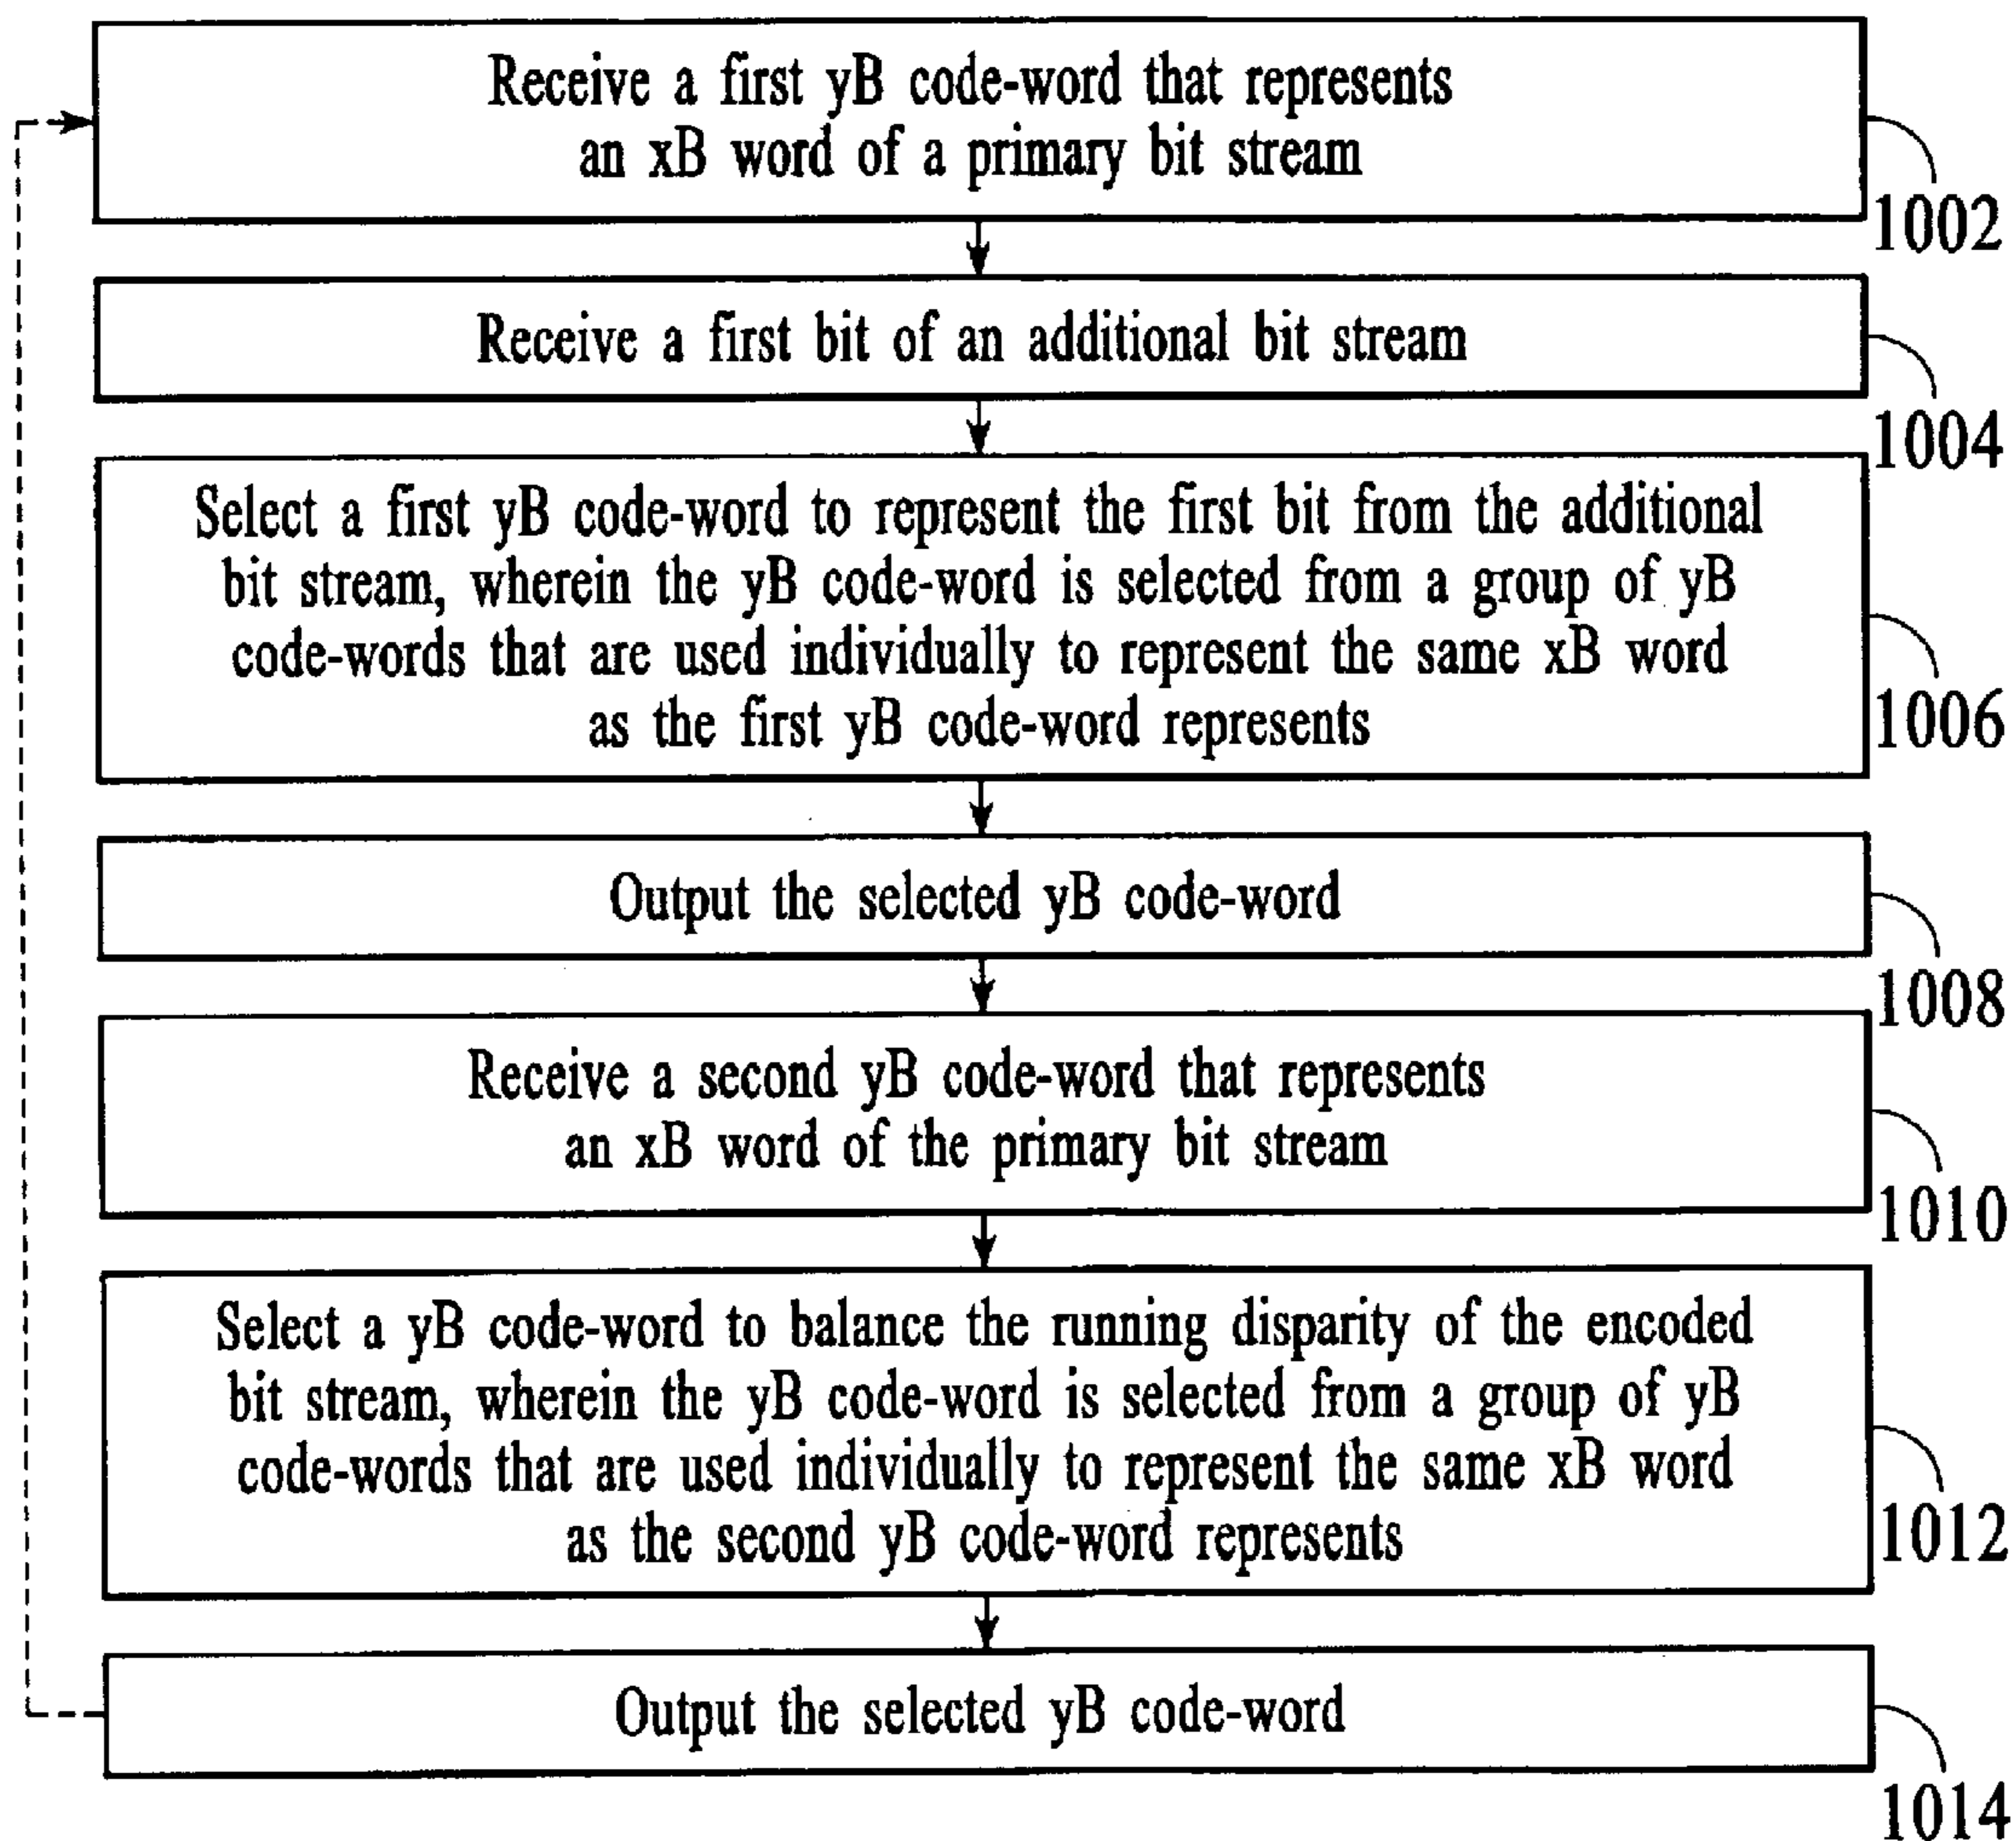 Receive a first yB code-word that represents
an xB word of a primary bit stream
1002
Receive a first bit of an additional bit stream
1004
Select a first yB code-word to represent the first bit from the additional
bit stream, wherein the yB code-word is selected from a group of yB
code-words that are used individually to represent the same xB word
as the first yB code-word represents
1006
Output the selected yB code-word
1008
Receive a second yB code-word that represents
an xB word of the primary bit stream
1010
Select a yB code-word to balance the running disparity of the encoded
bit stream, wherein the yB code-word is selected from a group of yB
code-words that are used individually to represent the same xB word
as the second yB code-word represents
1012
Output the selected yB code-word
1014